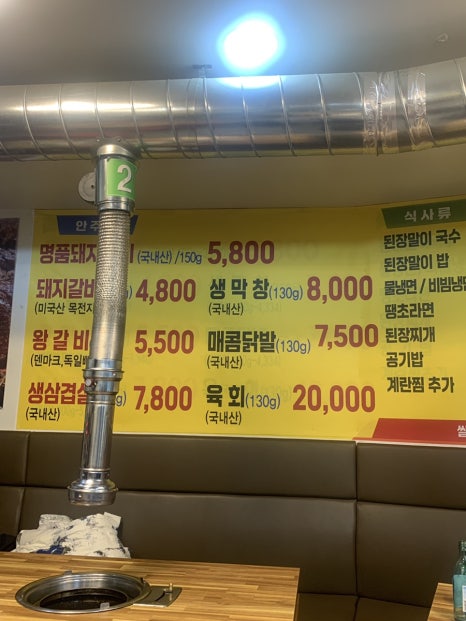 2
안주
식사류
명품돼지 (국내산) /150g 5,800
돼지갈비 4,800
(미국산 목전지
생막창(130g) 8,000
(국내산)
왕갈비 5,500
(덴마크,독일
매콤닭발(130g) 7,500
(국내산)
생삼겹살 7,800
(국내산)
육회(130g) 20,000
(국내산)
된장말이 국수
된장말이 밥
물냉면 / 비빔냉면
땡초라면
된장찌개
공기밥
계란찜 추가
쌀